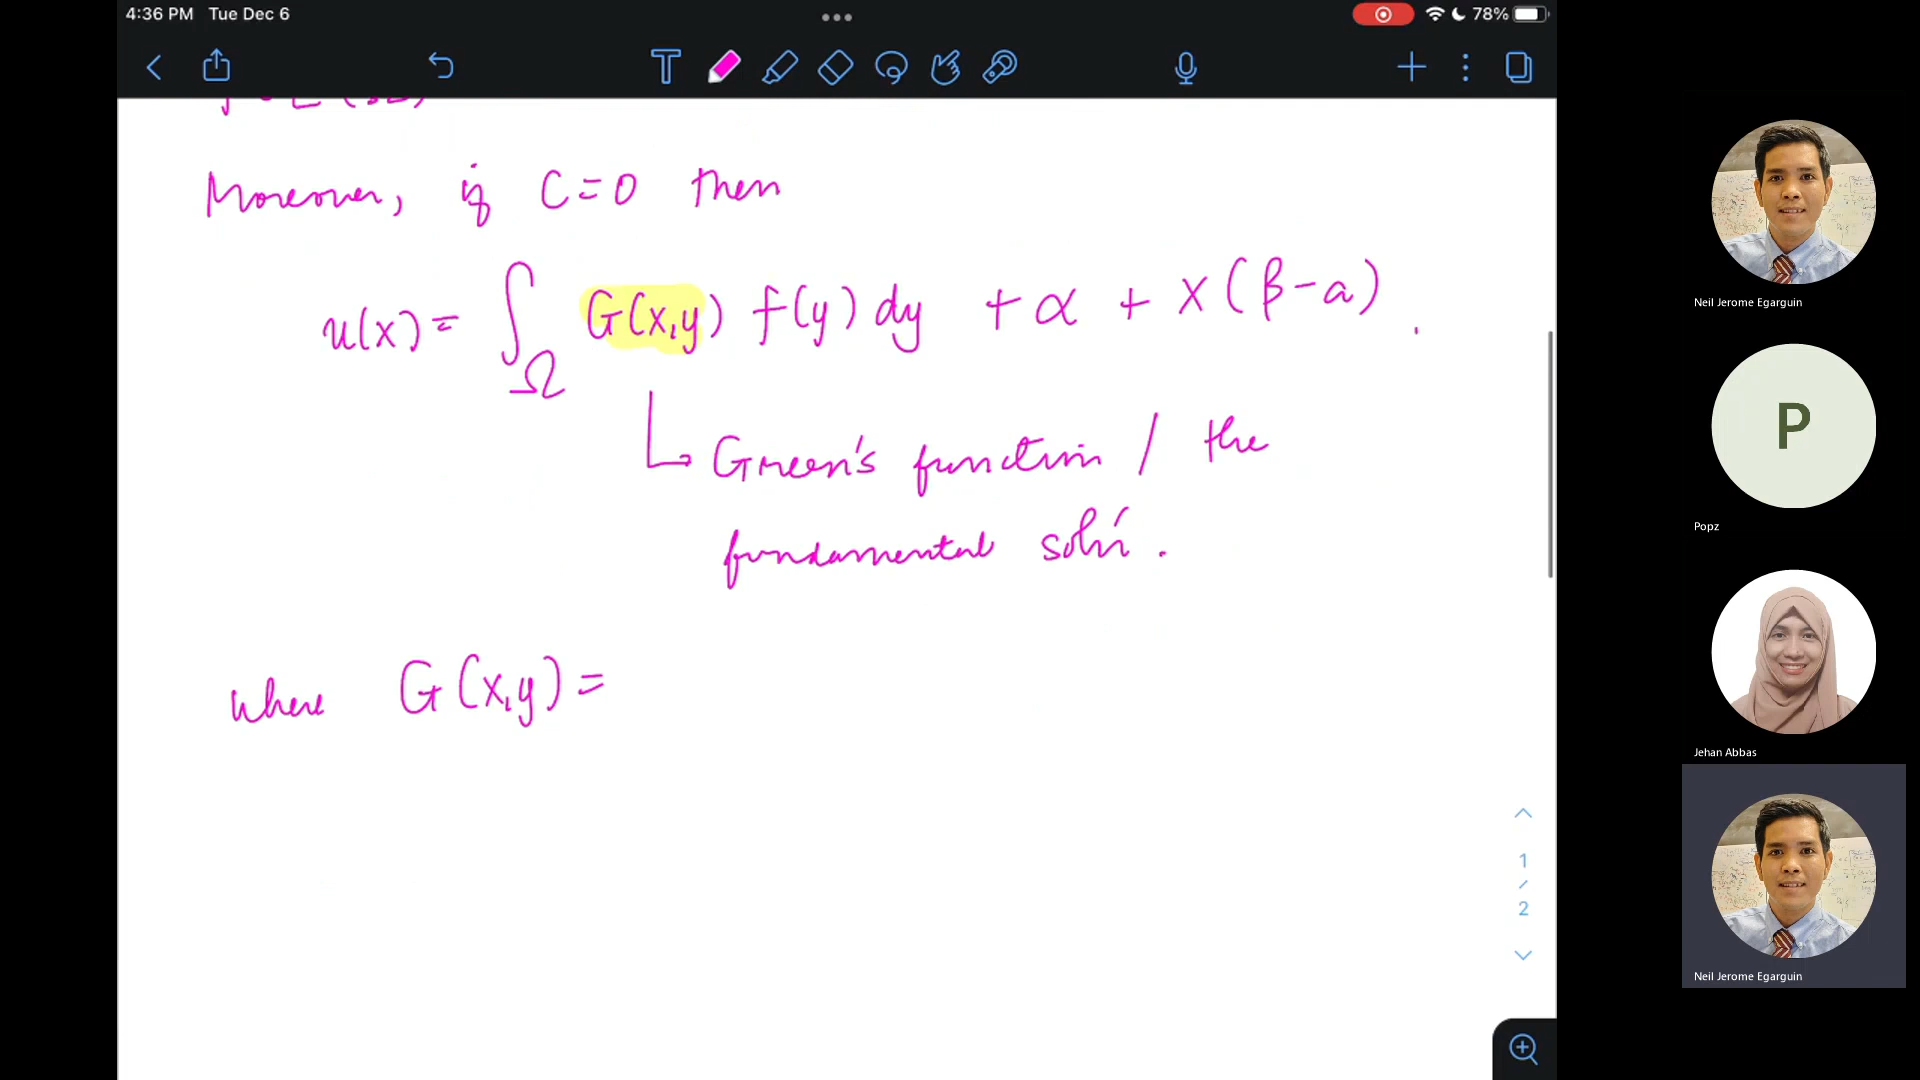 4:36 PM Tue Dec 6
78%
Moreover, if C=0 then
u(x) = ∫_Ω G(x,y) f(y) dy + α + x(β-α).
Green's function / the
fundamental sol'n.
where G(x,y) =
1
/
2
Neil Jerome Egarguin
P
Popz
Jehan Abbas
Neil Jerome Egarguin